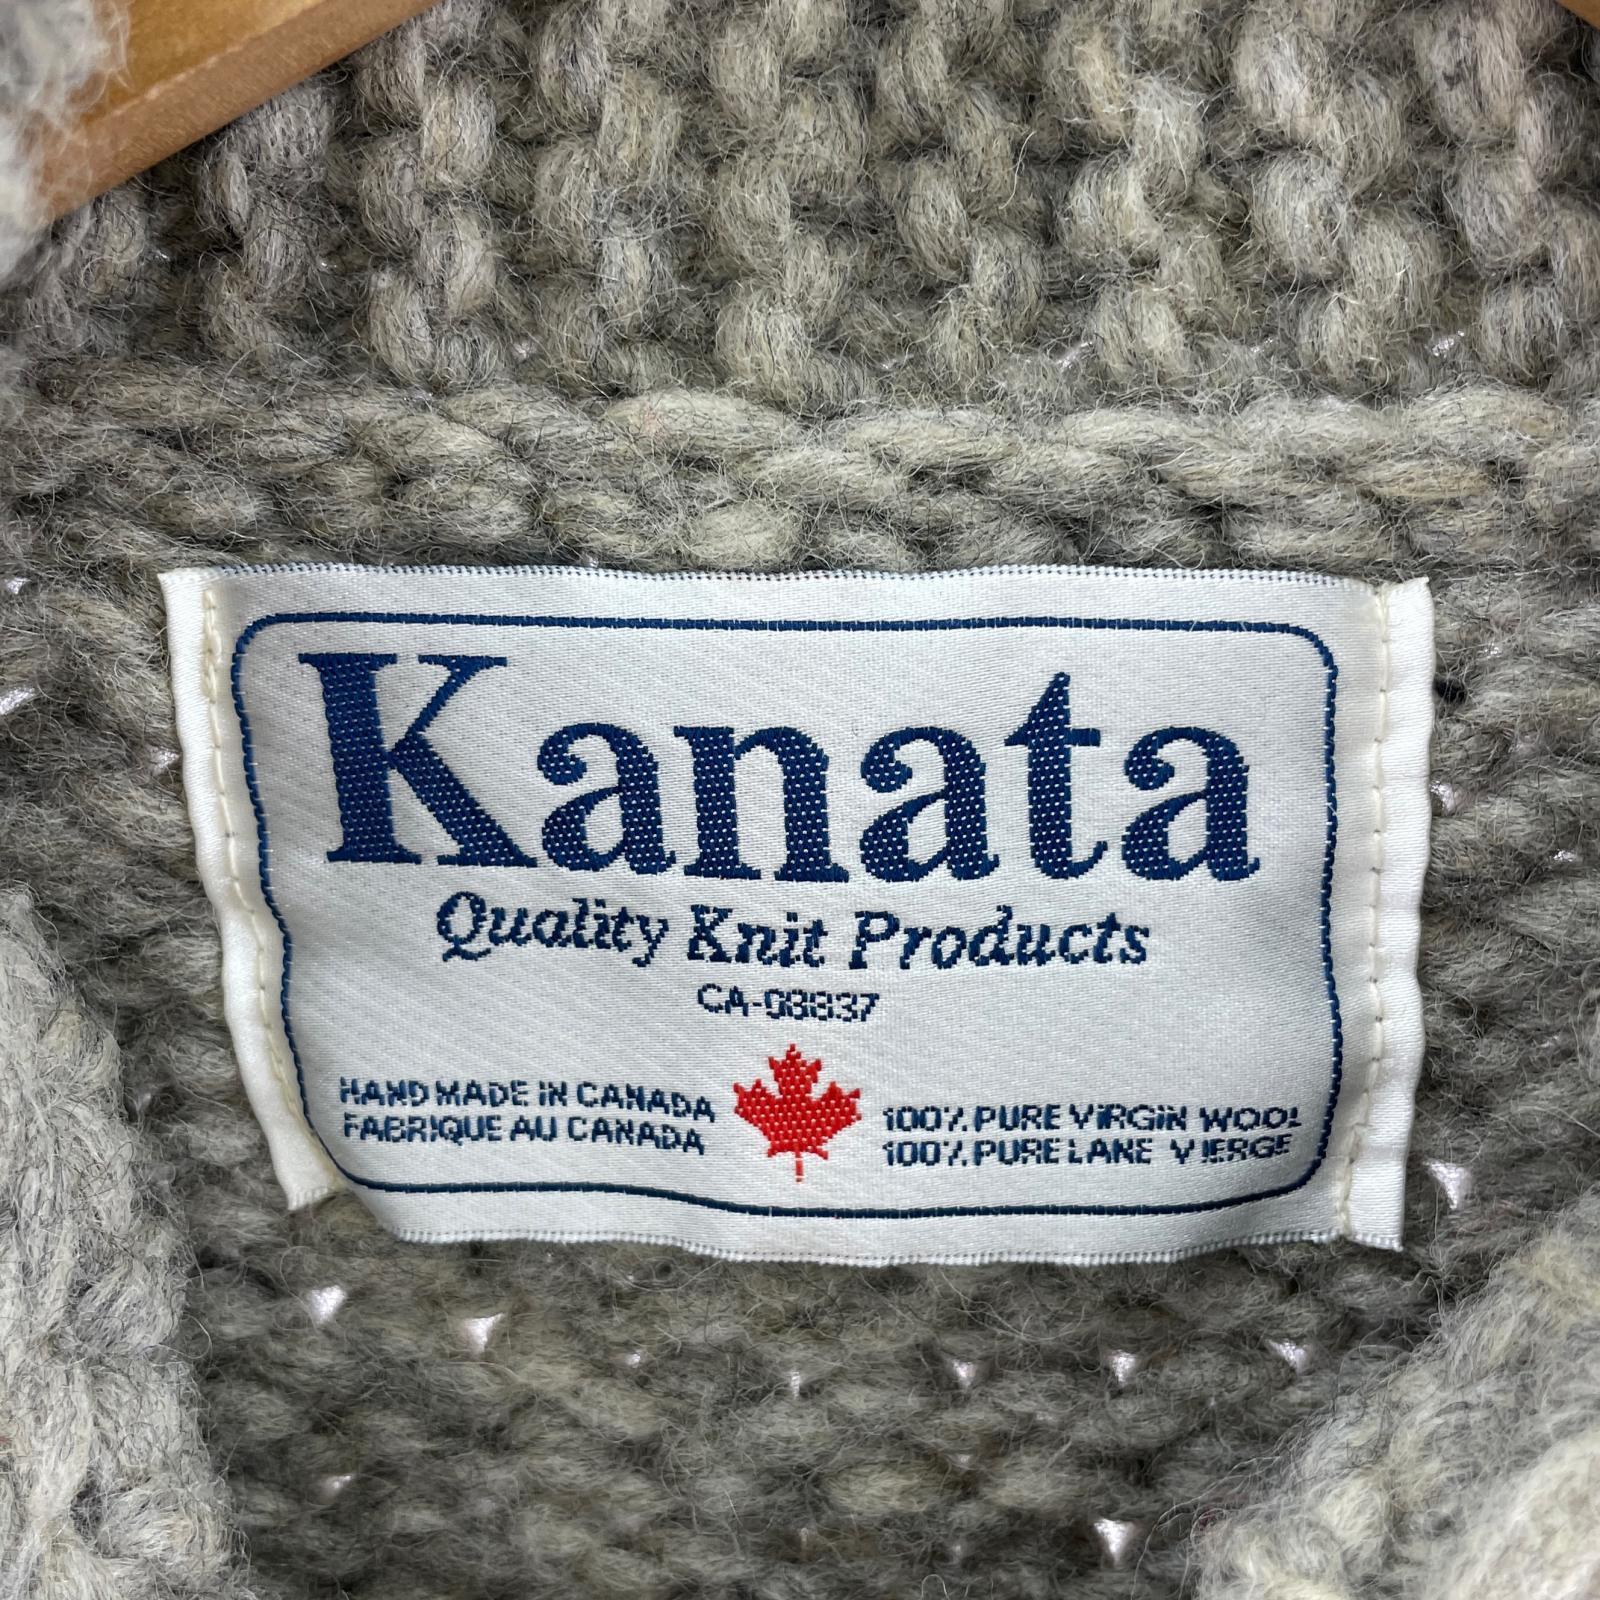 Kanata
Quality Knit Products
CA-08837
HAND MADE IN CANADA
FABRIQUE AU CANADA
100% PURE VIRGIN WOOL
100% PURE LANE VIERGE